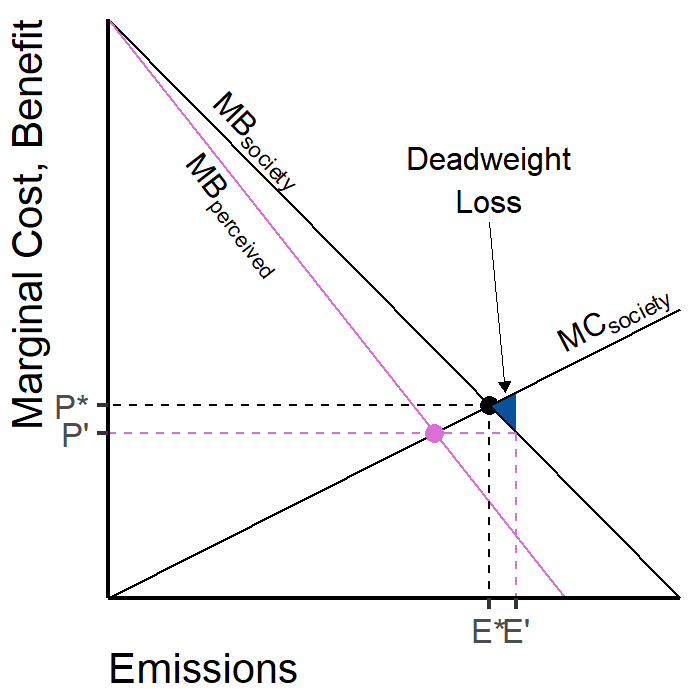 Marginal Cost, Benefit
MBsociety
MBperceived
Deadweight
Loss
MCsociety
P*
P'
E*E'
Emissions